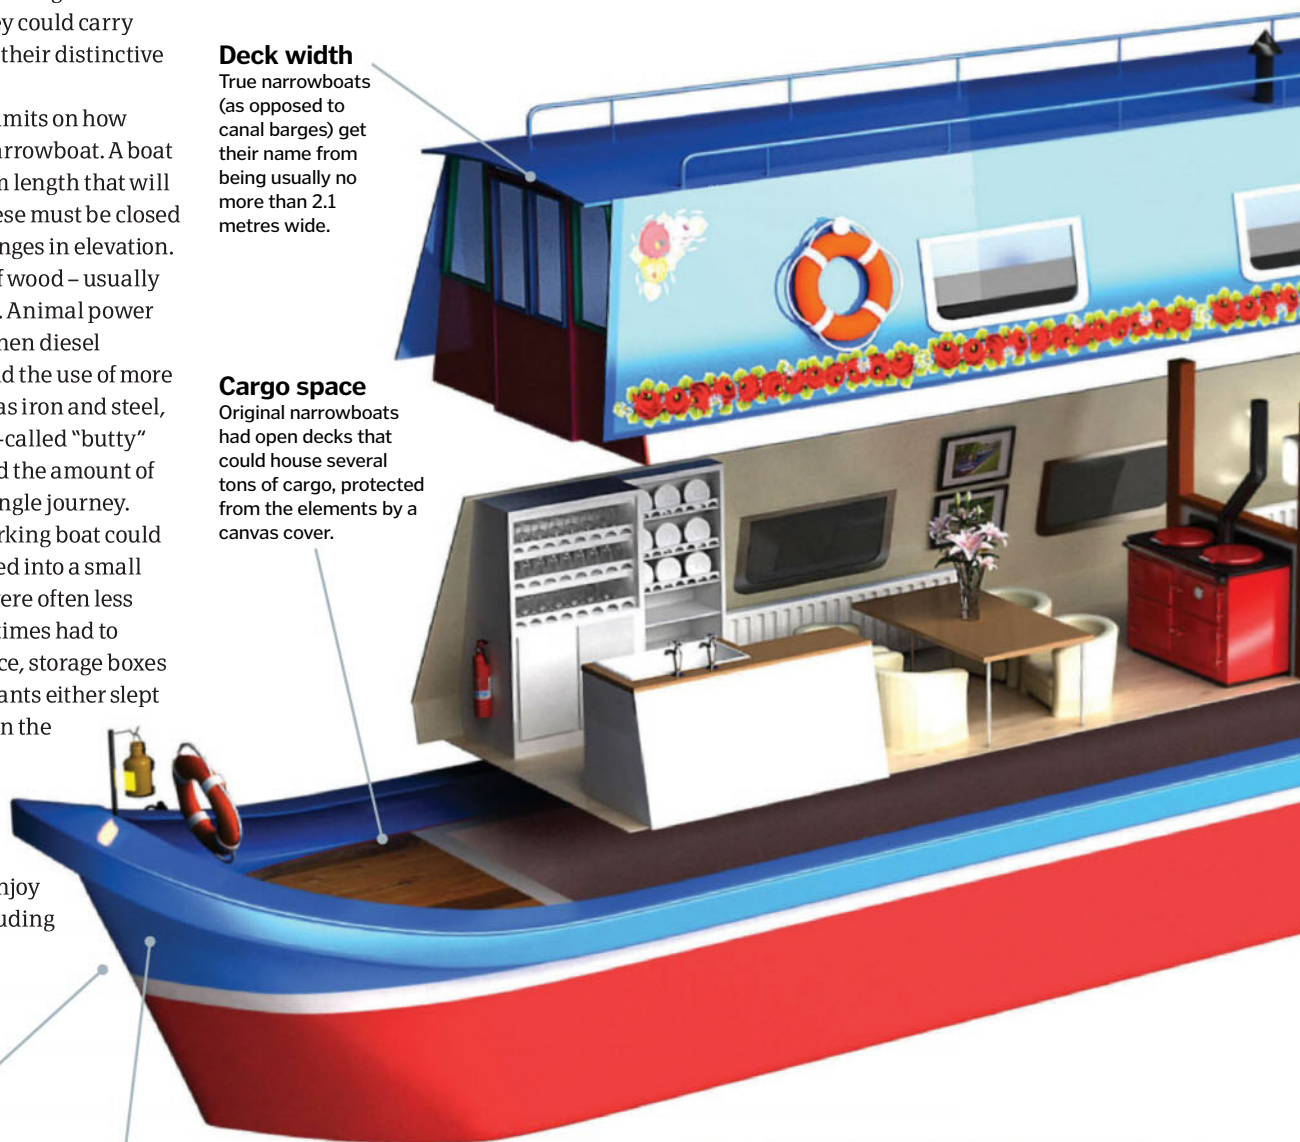 y could carry
their distinctive
mits on how
rrowboat. A boat
length that will
ese must be closed
nges in elevation.
f wood – usually
. Animal power
hen diesel
d the use of more
as iron and steel,
-called “butty”
d the amount of
ngle journey.
rking boat could
ed into a small
ere often less
times had to
ce, storage boxes
ants either slept
n the
njoy
uding
Deck width
True narrowboats
(as opposed to
canal barges) get
their name from
being usually no
more than 2.1
metres wide.
Cargo space
Original narrowboats
had open decks that
could house several
tons of cargo, protected
from the elements by a
canvas cover.